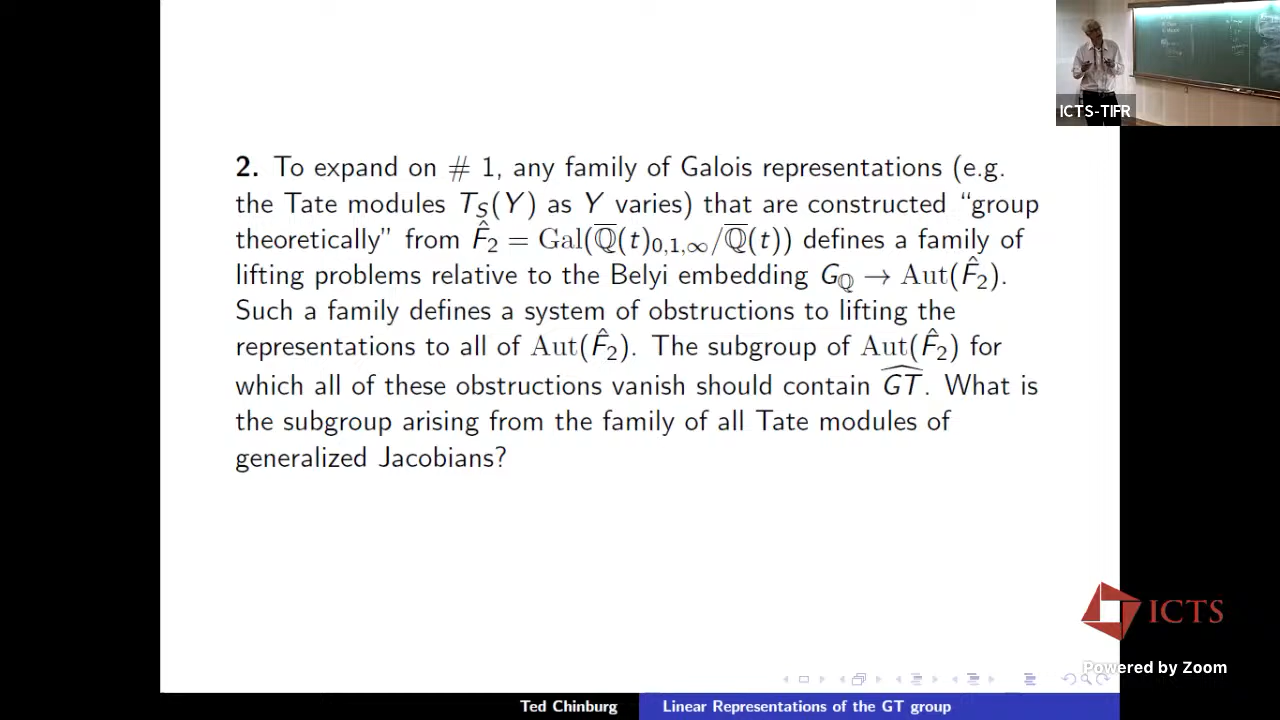 ICTS-TIFR
2. To expand on # 1, any family of Galois representations (e.g.
the Tate modules T_S(Y) as Y varies) that are constructed “group
theoretically” from F̂₂ = Gal(Q̅(t)₀,₁,∞/Q̅(t)) defines a family of
lifting problems relative to the Belyi embedding G_ℚ → Aut(F̂₂).
Such a family defines a system of obstructions to lifting the
representations to all of Aut(F̂₂). The subgroup of Aut(F̂₂) for
which all of these obstructions vanish should contain \widehat{GT}. What is
the subgroup arising from the family of all Tate modules of
generalized Jacobians?
ICTS
Powered by Zoom
Ted Chinburg Linear Representations of the GT group